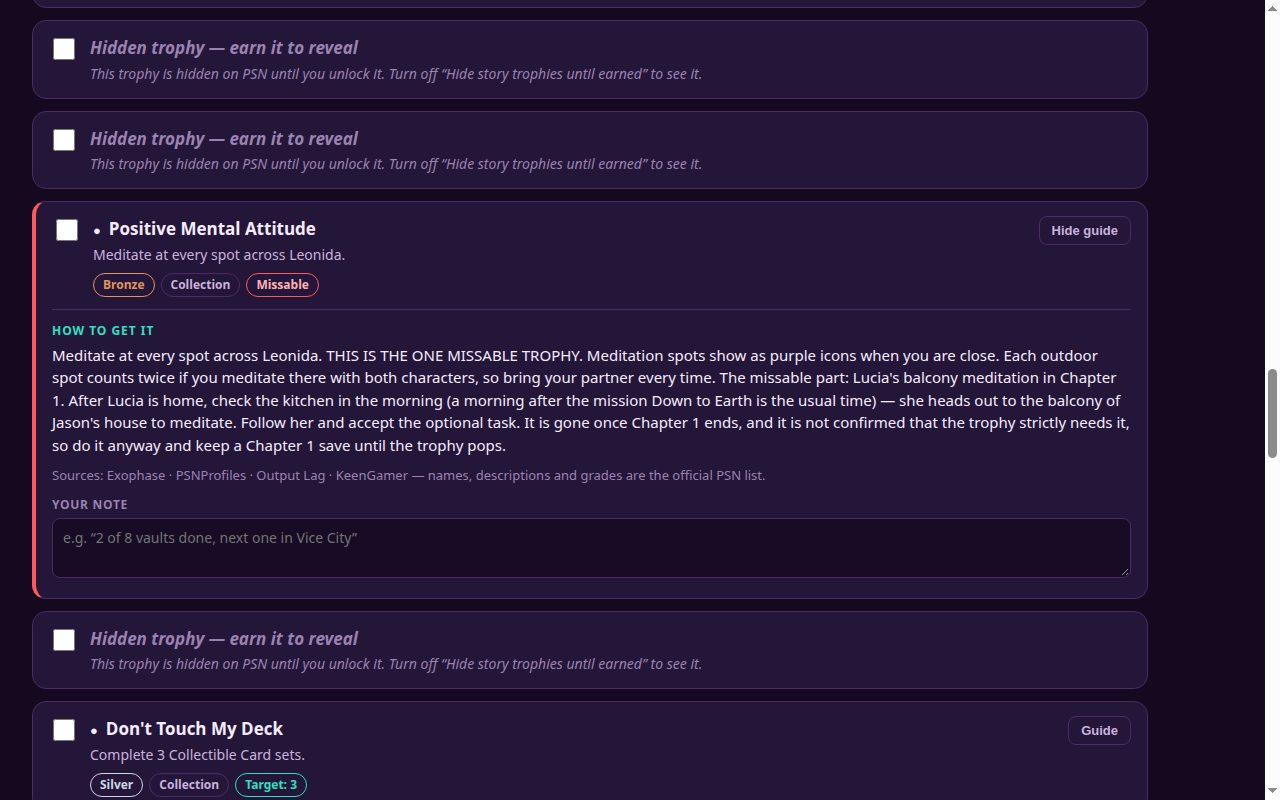 Hidden trophy — earn it to reveal
This trophy is hidden on PSN until you unlock it. Turn off “Hide story trophies until earned” to see it.
Hidden trophy — earn it to reveal
This trophy is hidden on PSN until you unlock it. Turn off “Hide story trophies until earned” to see it.
● Positive Mental Attitude
Hide guide
Meditate at every spot across Leonida.
Bronze Collection Missable
HOW TO GET IT
Meditate at every spot across Leonida. THIS IS THE ONE MISSABLE TROPHY. Meditation spots show as purple icons when you are close. Each outdoor
spot counts twice if you meditate there with both characters, so bring your partner every time. The missable part: Lucia's balcony meditation in Chapter
1. After Lucia is home, check the kitchen in the morning (a morning after the mission Down to Earth is the usual time) — she heads out to the balcony of
Jason's house to meditate. Follow her and accept the optional task. It is gone once Chapter 1 ends, and it is not confirmed that the trophy strictly needs it,
so do it anyway and keep a Chapter 1 save until the trophy pops.
Sources: Exophase · PSNProfiles · Output Lag · KeenGamer — names, descriptions and grades are the official PSN list.
YOUR NOTE
e.g. “2 of 8 vaults done, next one in Vice City”
Hidden trophy — earn it to reveal
This trophy is hidden on PSN until you unlock it. Turn off “Hide story trophies until earned” to see it.
● Don't Touch My Deck
Guide
Complete 3 Collectible Card sets.
Silver Collection Target: 3